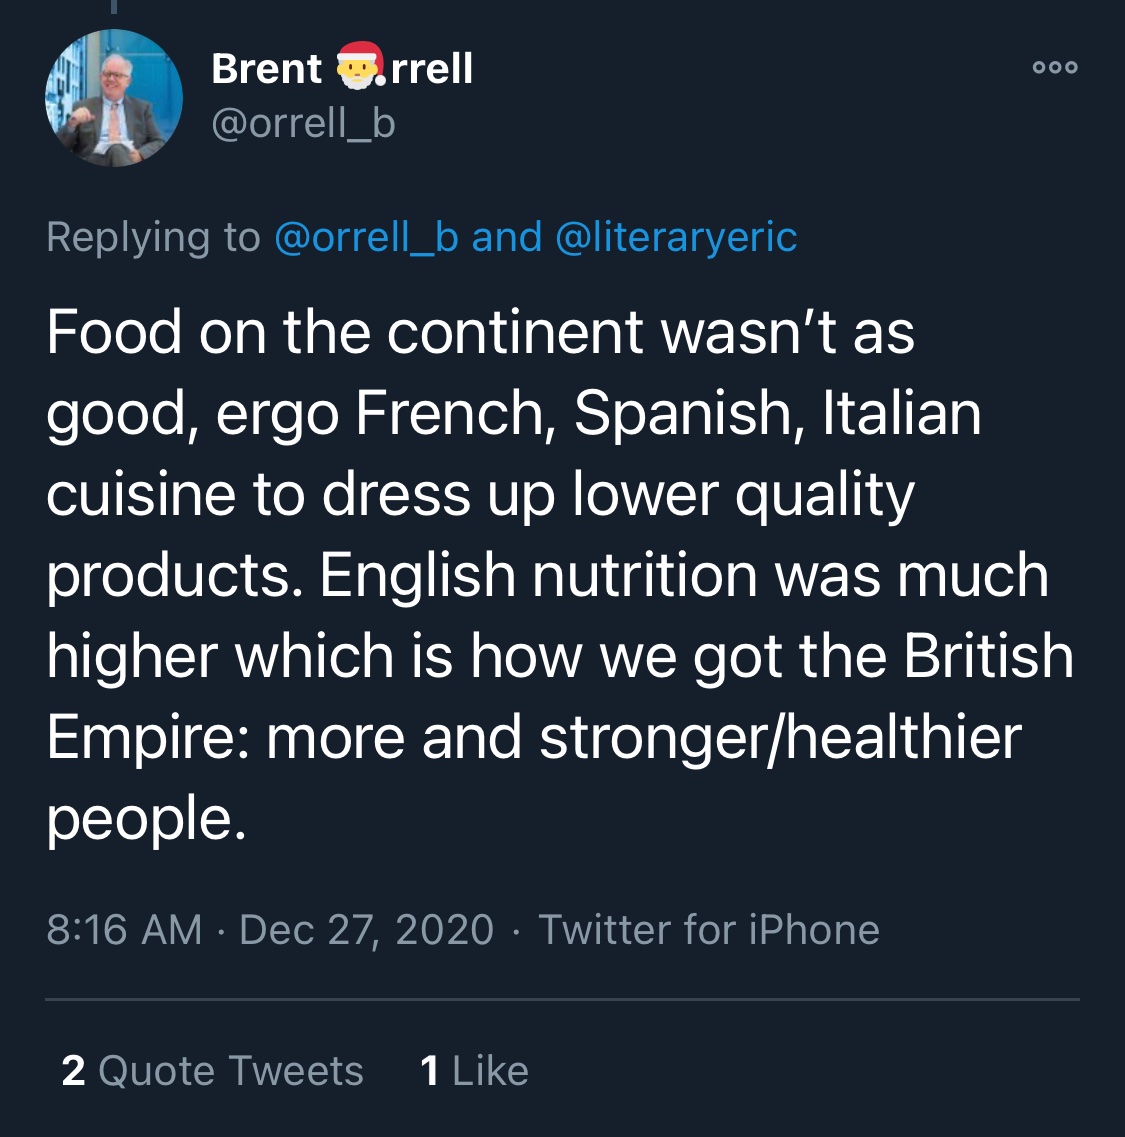 Brent 🎅rrell
@orrell_b
Replying to @orrell_b and @literaryeric
Food on the continent wasn’t as
good, ergo French, Spanish, Italian
cuisine to dress up lower quality
products. English nutrition was much
higher which is how we got the British
Empire: more and stronger/healthier
people.
8:16 AM · Dec 27, 2020 · Twitter for iPhone
2 Quote Tweets 1 Like